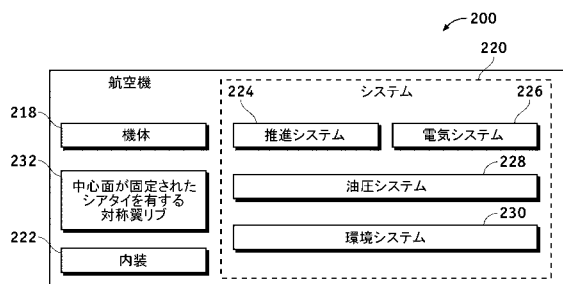 200
220
航空機
システム
224
226
218
機体
推進システム
電気システム
232
228
中心面が固定された
シアタイを有する
対称翼リブ
油圧システム
222
230
内装
環境システム